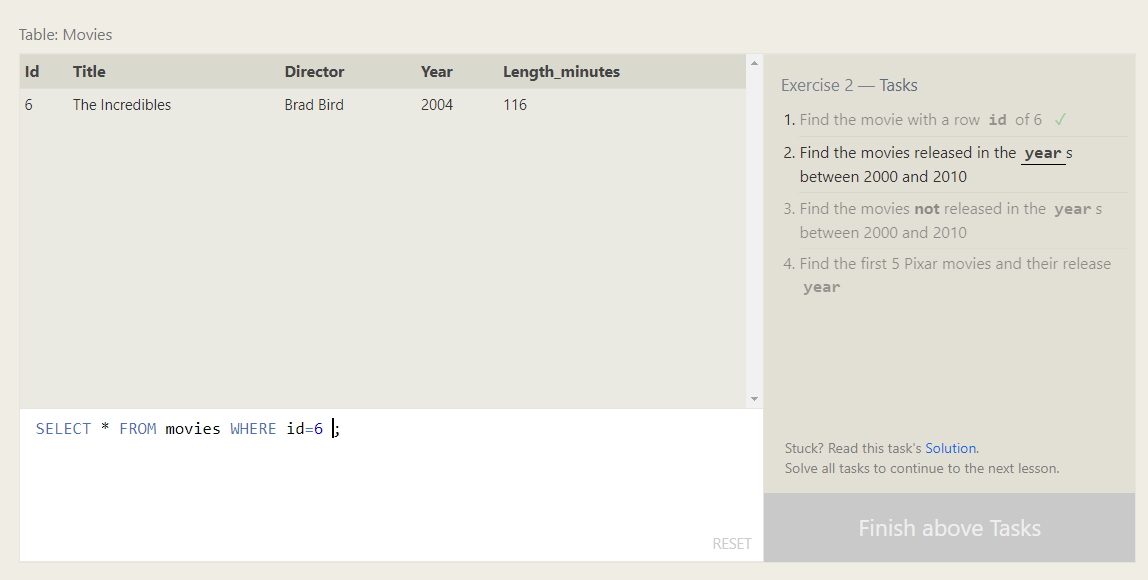 Table: Movies
Id Title Director Year Length_minutes
6 The Incredibles Brad Bird 2004 116
SELECT * FROM movies WHERE id=6 ;
RESET
Exercise 2 — Tasks
1. Find the movie with a row id of 6 ✓
2. Find the movies released in the year s
between 2000 and 2010
3. Find the movies not released in the year s
between 2000 and 2010
4. Find the first 5 Pixar movies and their release
year
Stuck? Read this task's Solution.
Solve all tasks to continue to the next lesson.
Finish above Tasks